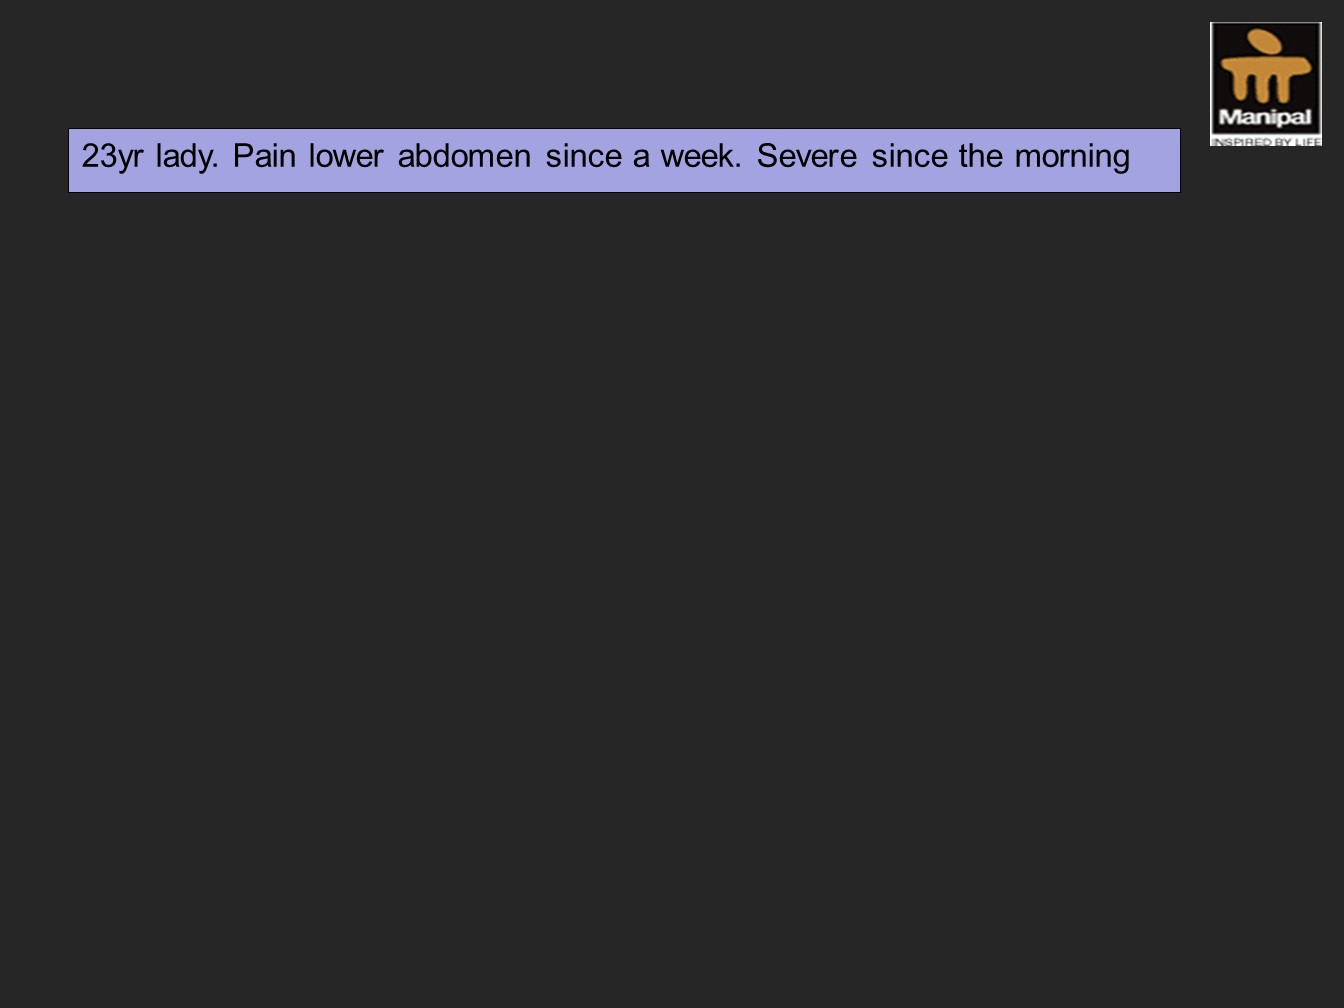 Manipal
INSPIRED BY LIFE
23yr lady. Pain lower abdomen since a week. Severe since the morning